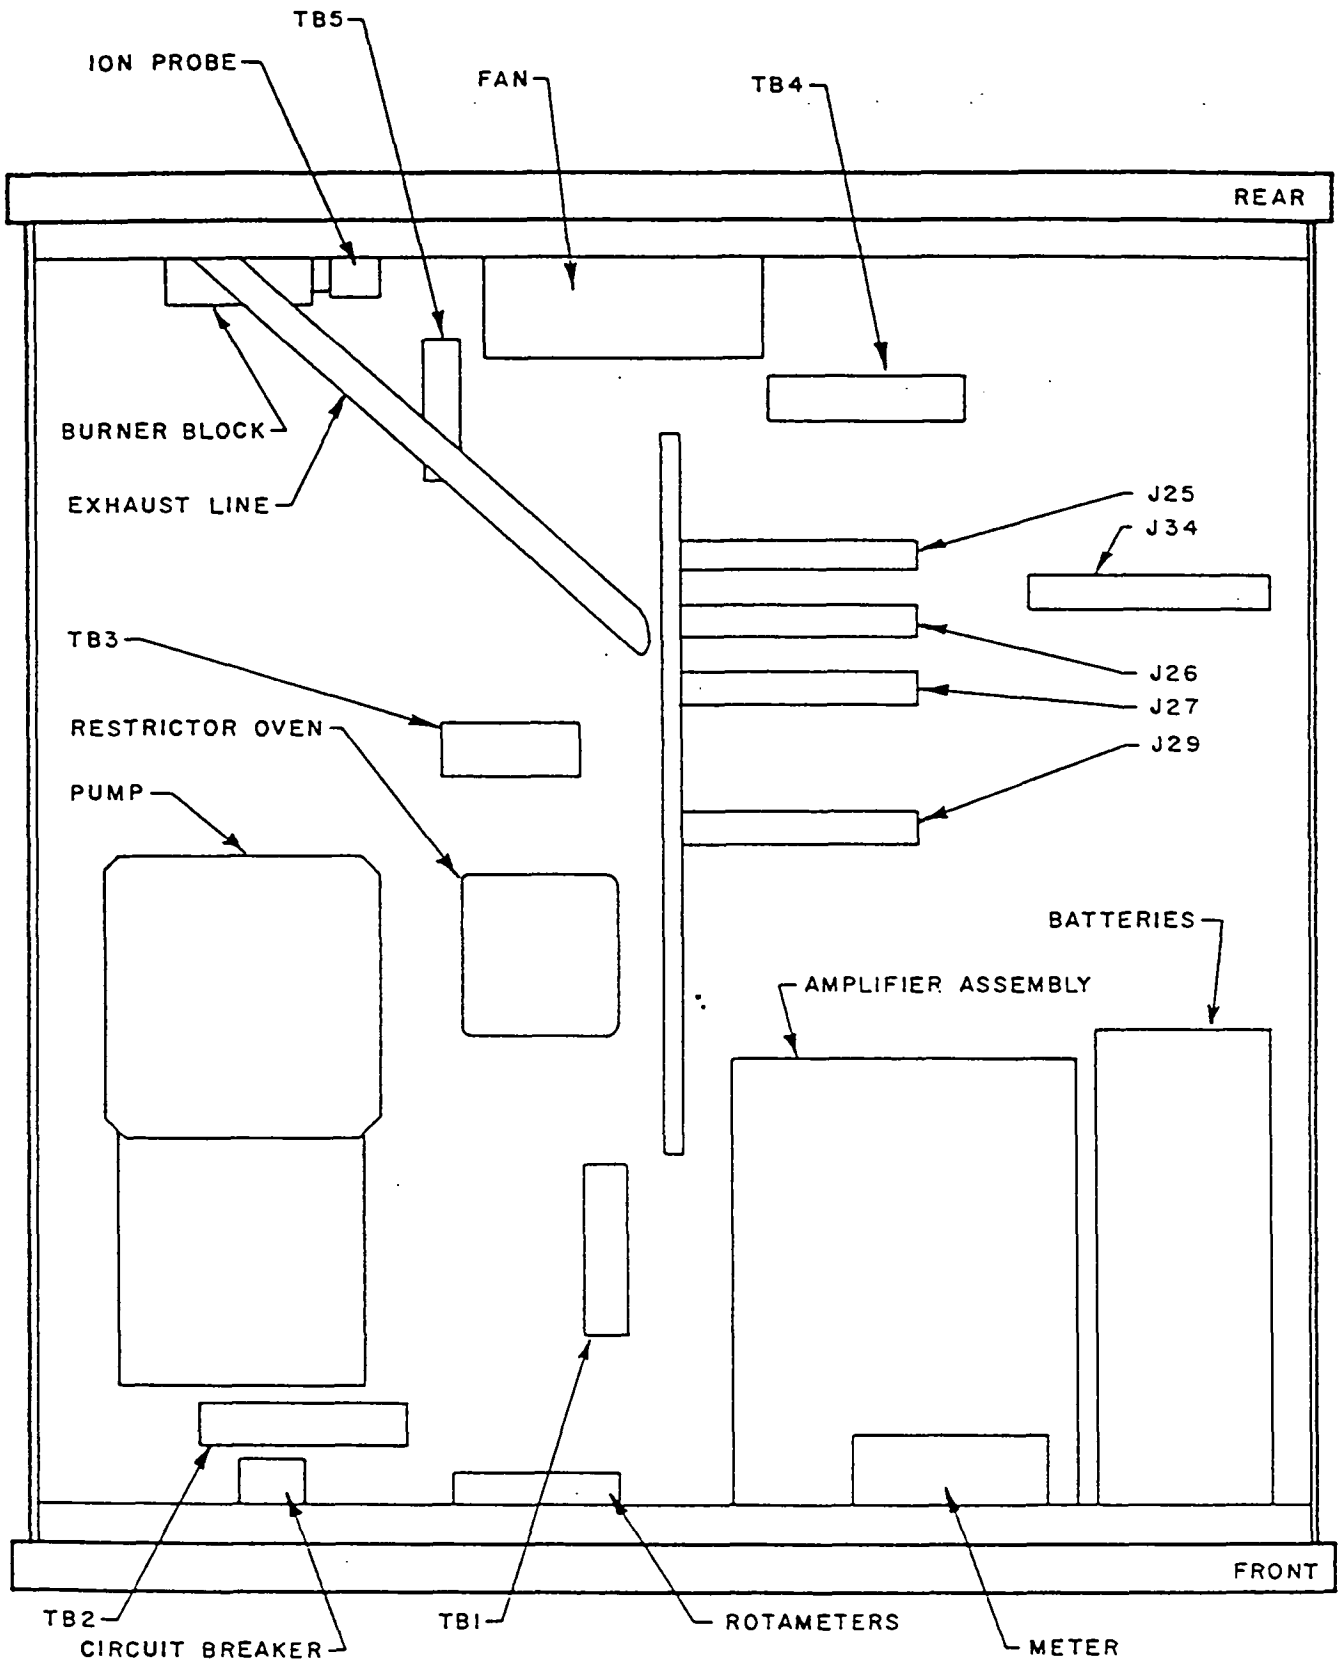 TB5
ION PROBE
FAN
TB4
REAR
BURNER BLOCK
EXHAUST LINE
J25
J34
TB3
J26
RESTRICTOR OVEN
J27
J29
PUMP
BATTERIES
AMPLIFIER ASSEMBLY
FRONT
TB2
TB1
ROTAMETERS
CIRCUIT BREAKER
METER